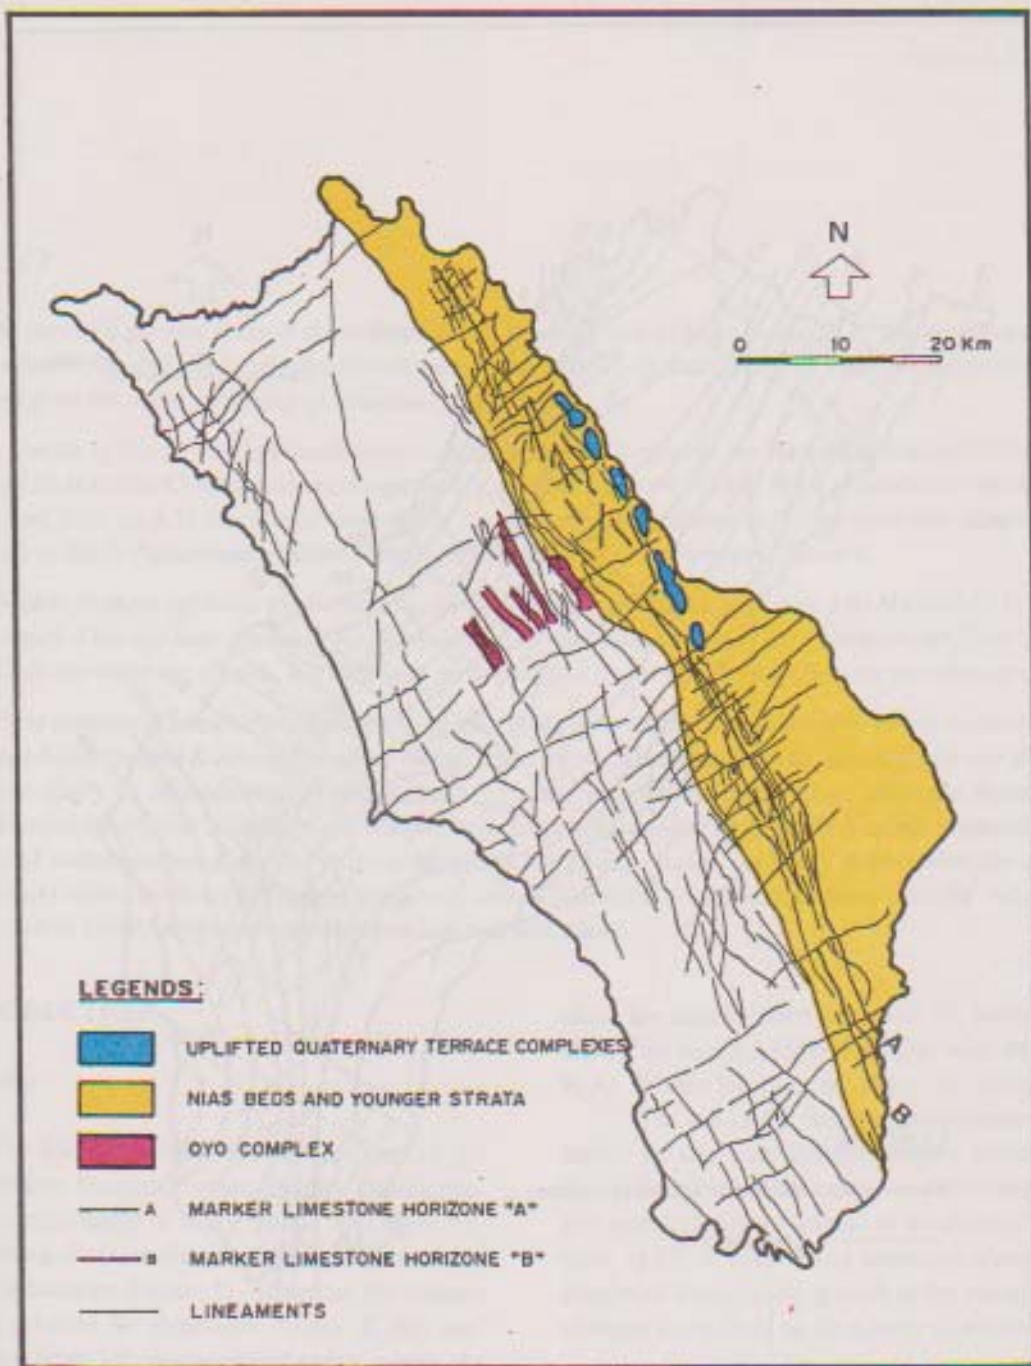 N
0 10 20 Km
A
B
LEGENDS:
UPLIFTED QUATERNARY TERRACE COMPLEXES
NIAS BEDS AND YOUNGER STRATA
OYO COMPLEX
A MARKER LIMESTONE HORIZONE "A"
B MARKER LIMESTONE HORIZONE "B"
LINEAMENTS